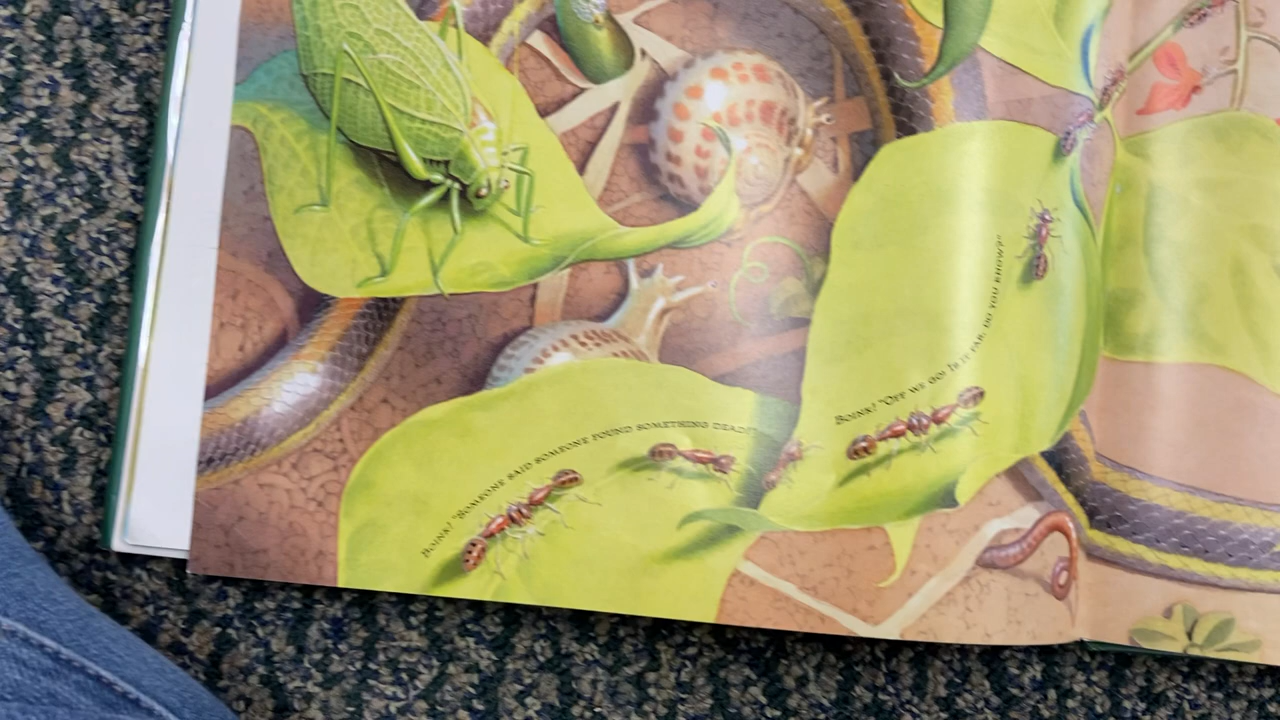 BOINK! "SOMEONE SAID SOMEONE FOUND SOMETHING DEAD!"
BOINK! "OFF WE GO! IS IT FAR, DO YOU KNOW?"